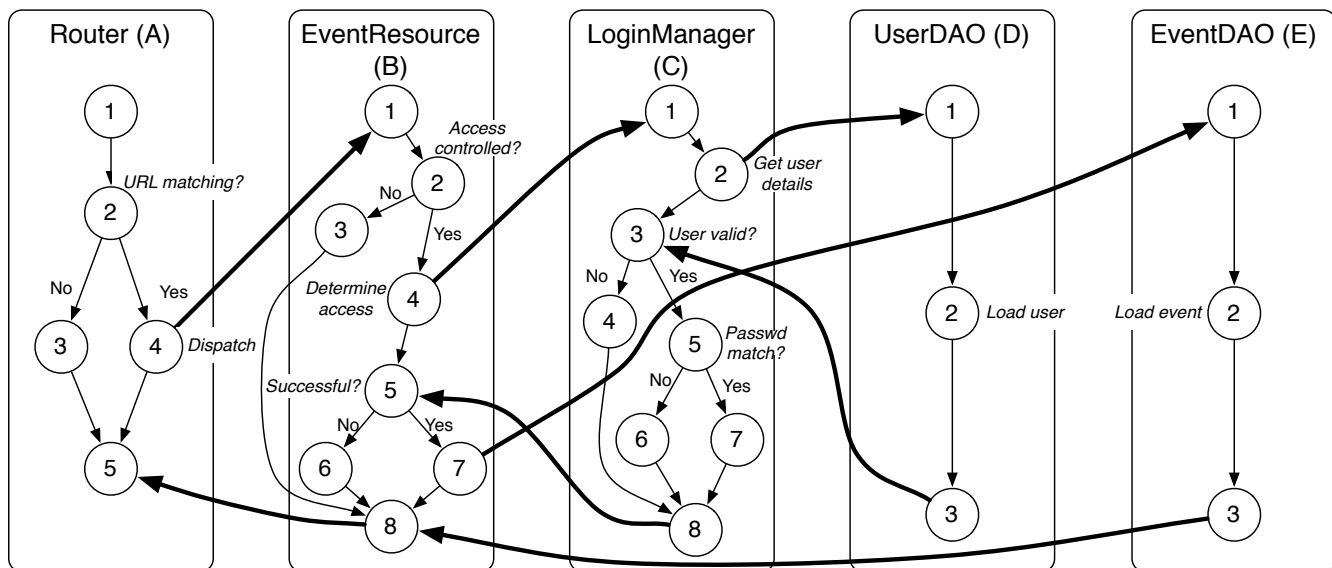 Router (A)
1
URL matching?
2
No
Yes
3
4
Dispatch
5
EventResource
(B)
1
Access
controlled?
2
No
3
Yes
Determine
access
4
Successful?
5
No
Yes
6
7
8
LoginManager
(C)
1
2
Get user
details
3
User valid?
No
Yes
4
5
Passwd
match?
No
Yes
6
7
8
UserDAO (D)
1
2
Load user
3
EventDAO (E)
1
Load event
2
3